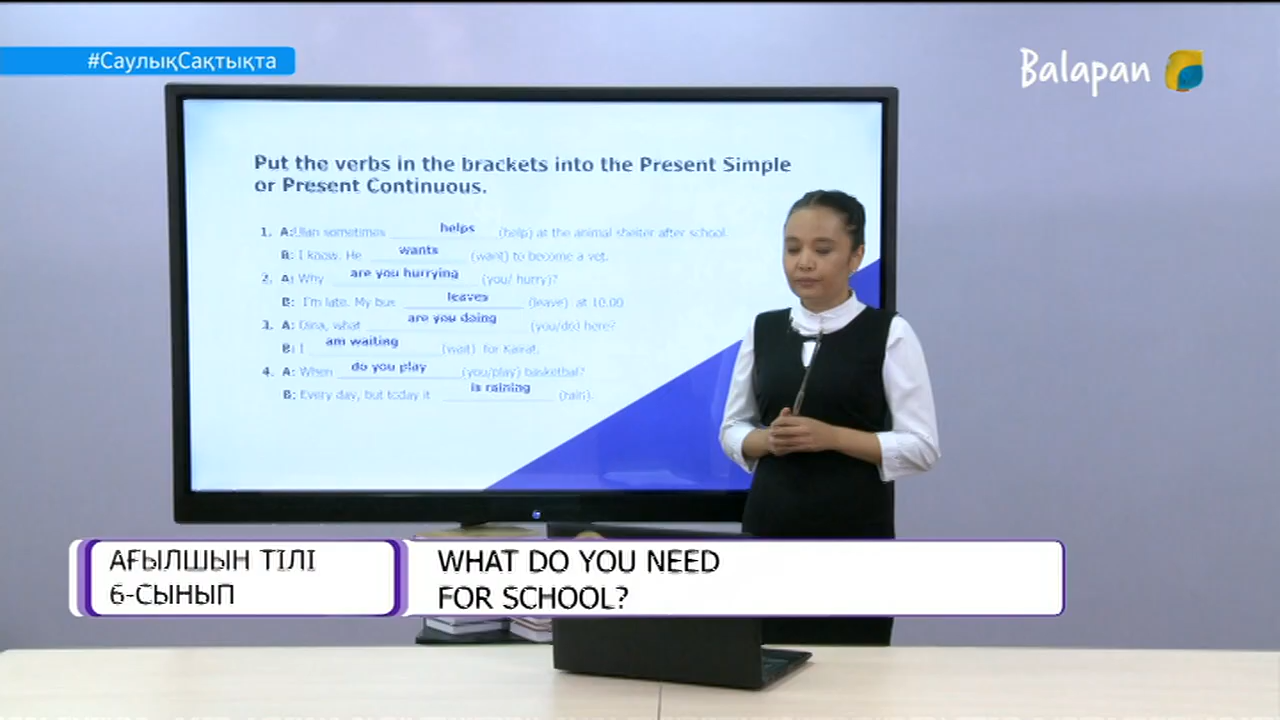 #СаулықСақтықта
Balapan
Put the verbs in the brackets into the Present Simple
or Present Continuous.
1. A: Ulan sometimes helps (help) at the animal shelter after school.
B: I know. He wants (want) to become a vet.
2. A: Why are you hurrying (you/ hurry)?
B: I'm late. My bus leaves (leave) at 10.00
3. A: Dina, what are you doing (you/do) here?
B: I am waiting (wait) for Kairat.
4. A: When do you play (you/play) basketbal?
B: Every day, but today it is raining (rain).
АҒЫЛШЫН ТІЛІ
6-СЫНЫП
WHAT DO YOU NEED
FOR SCHOOL?